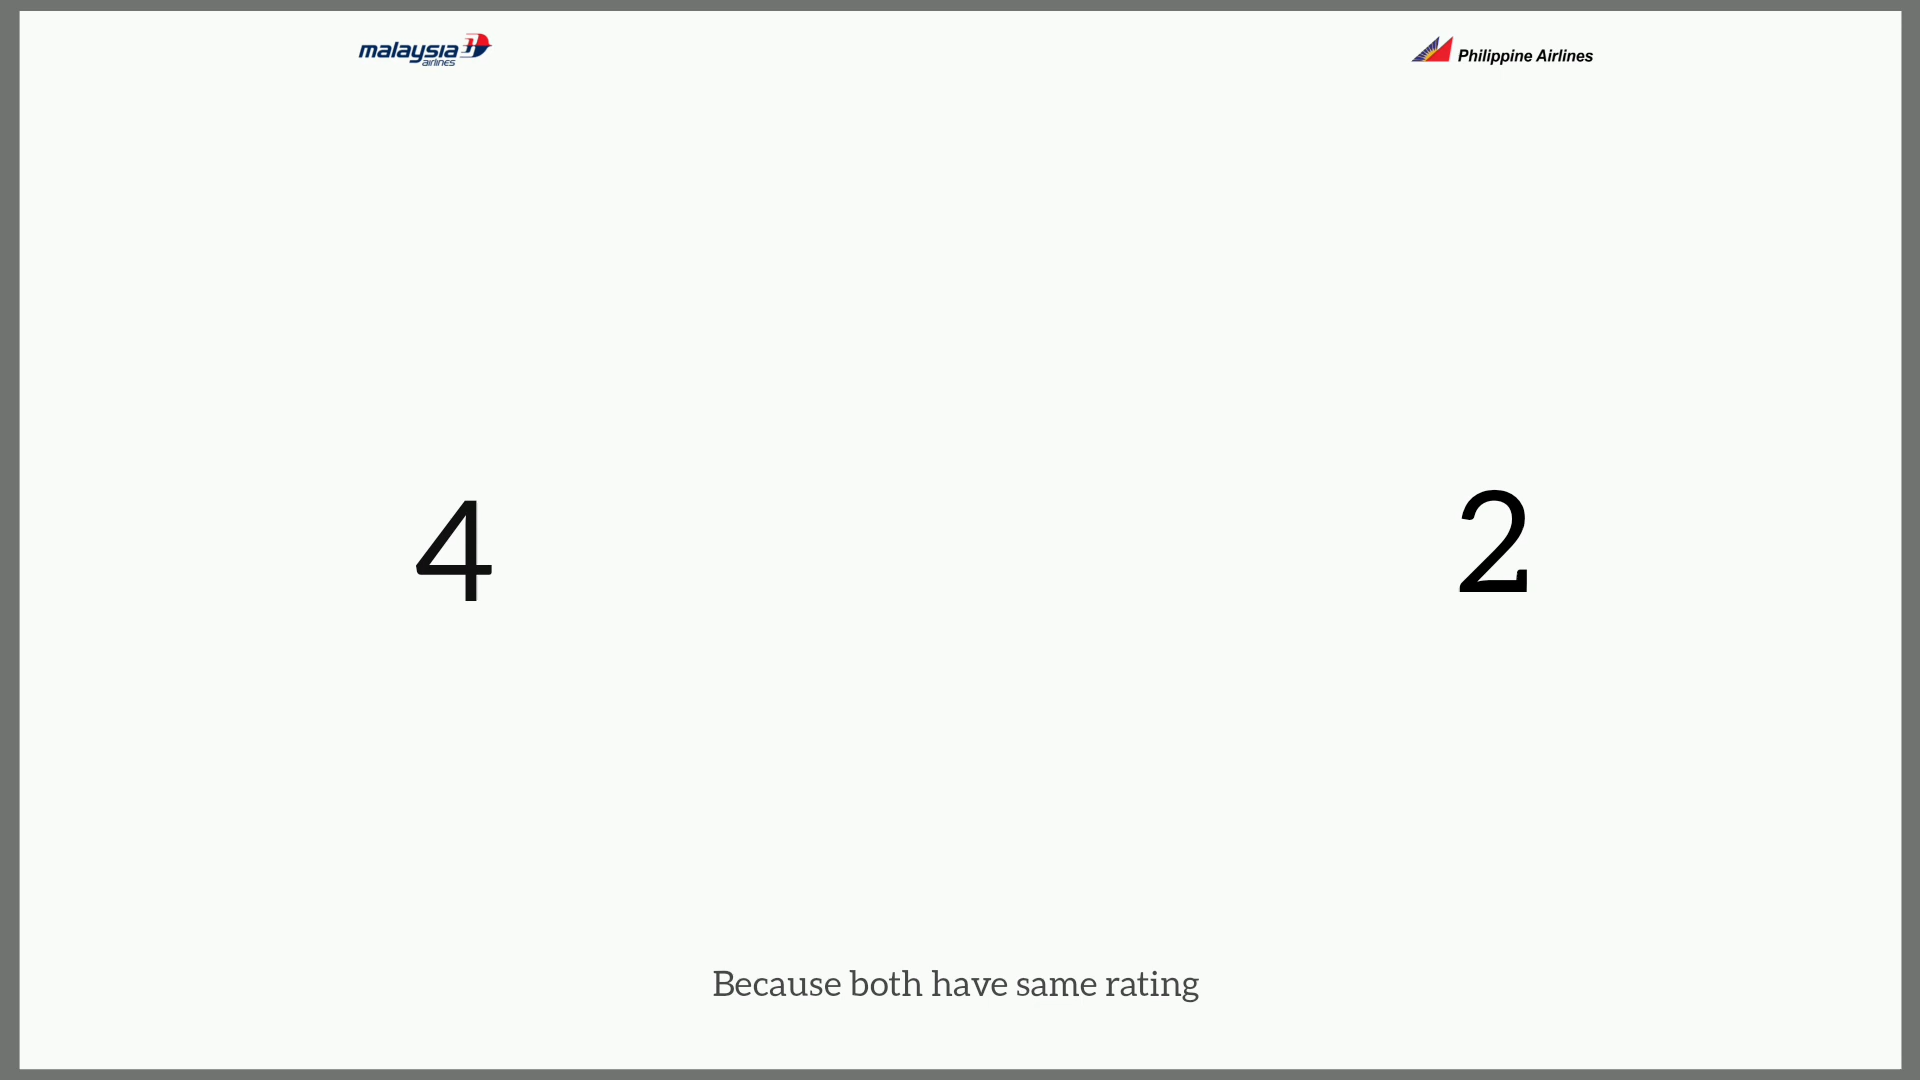 malaysia
airlines
Philippine Airlines
4
2
Because both have same rating